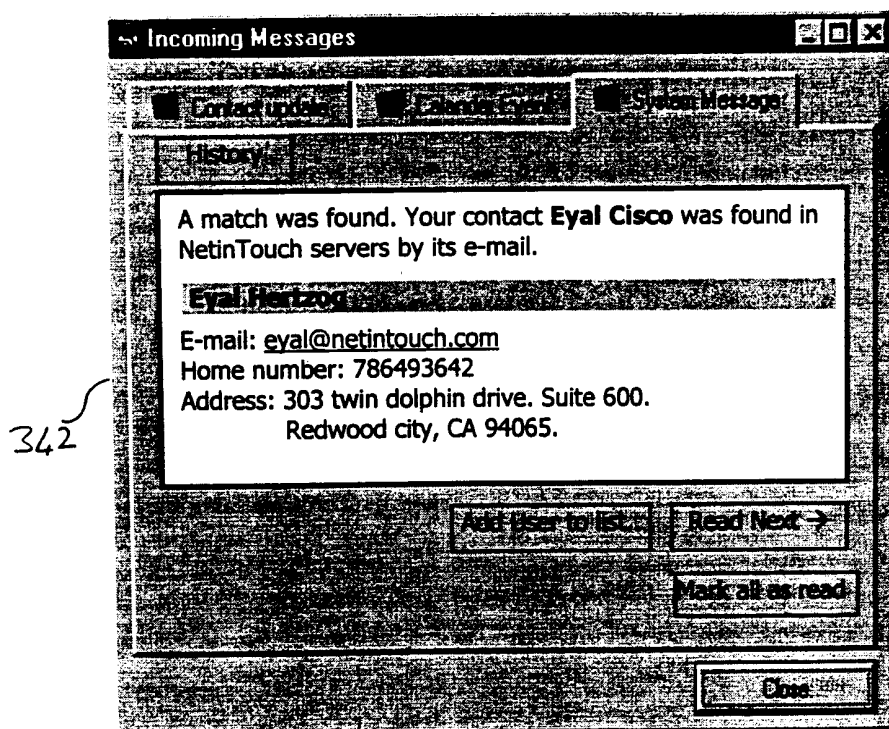 Incoming Messages
Contact update
Calander Event
System Message
History
A match was found. Your contact Eyal Cisco was found in
NetinTouch servers by its e-mail.
Eyal Hertzog
E-mail: eyal@netintouch.com
Home number: 786493642
Address: 303 twin dolphin drive. Suite 600.
Redwood city, CA 94065.
342
Add User to list...
Read Next →
Mark all as read
Close